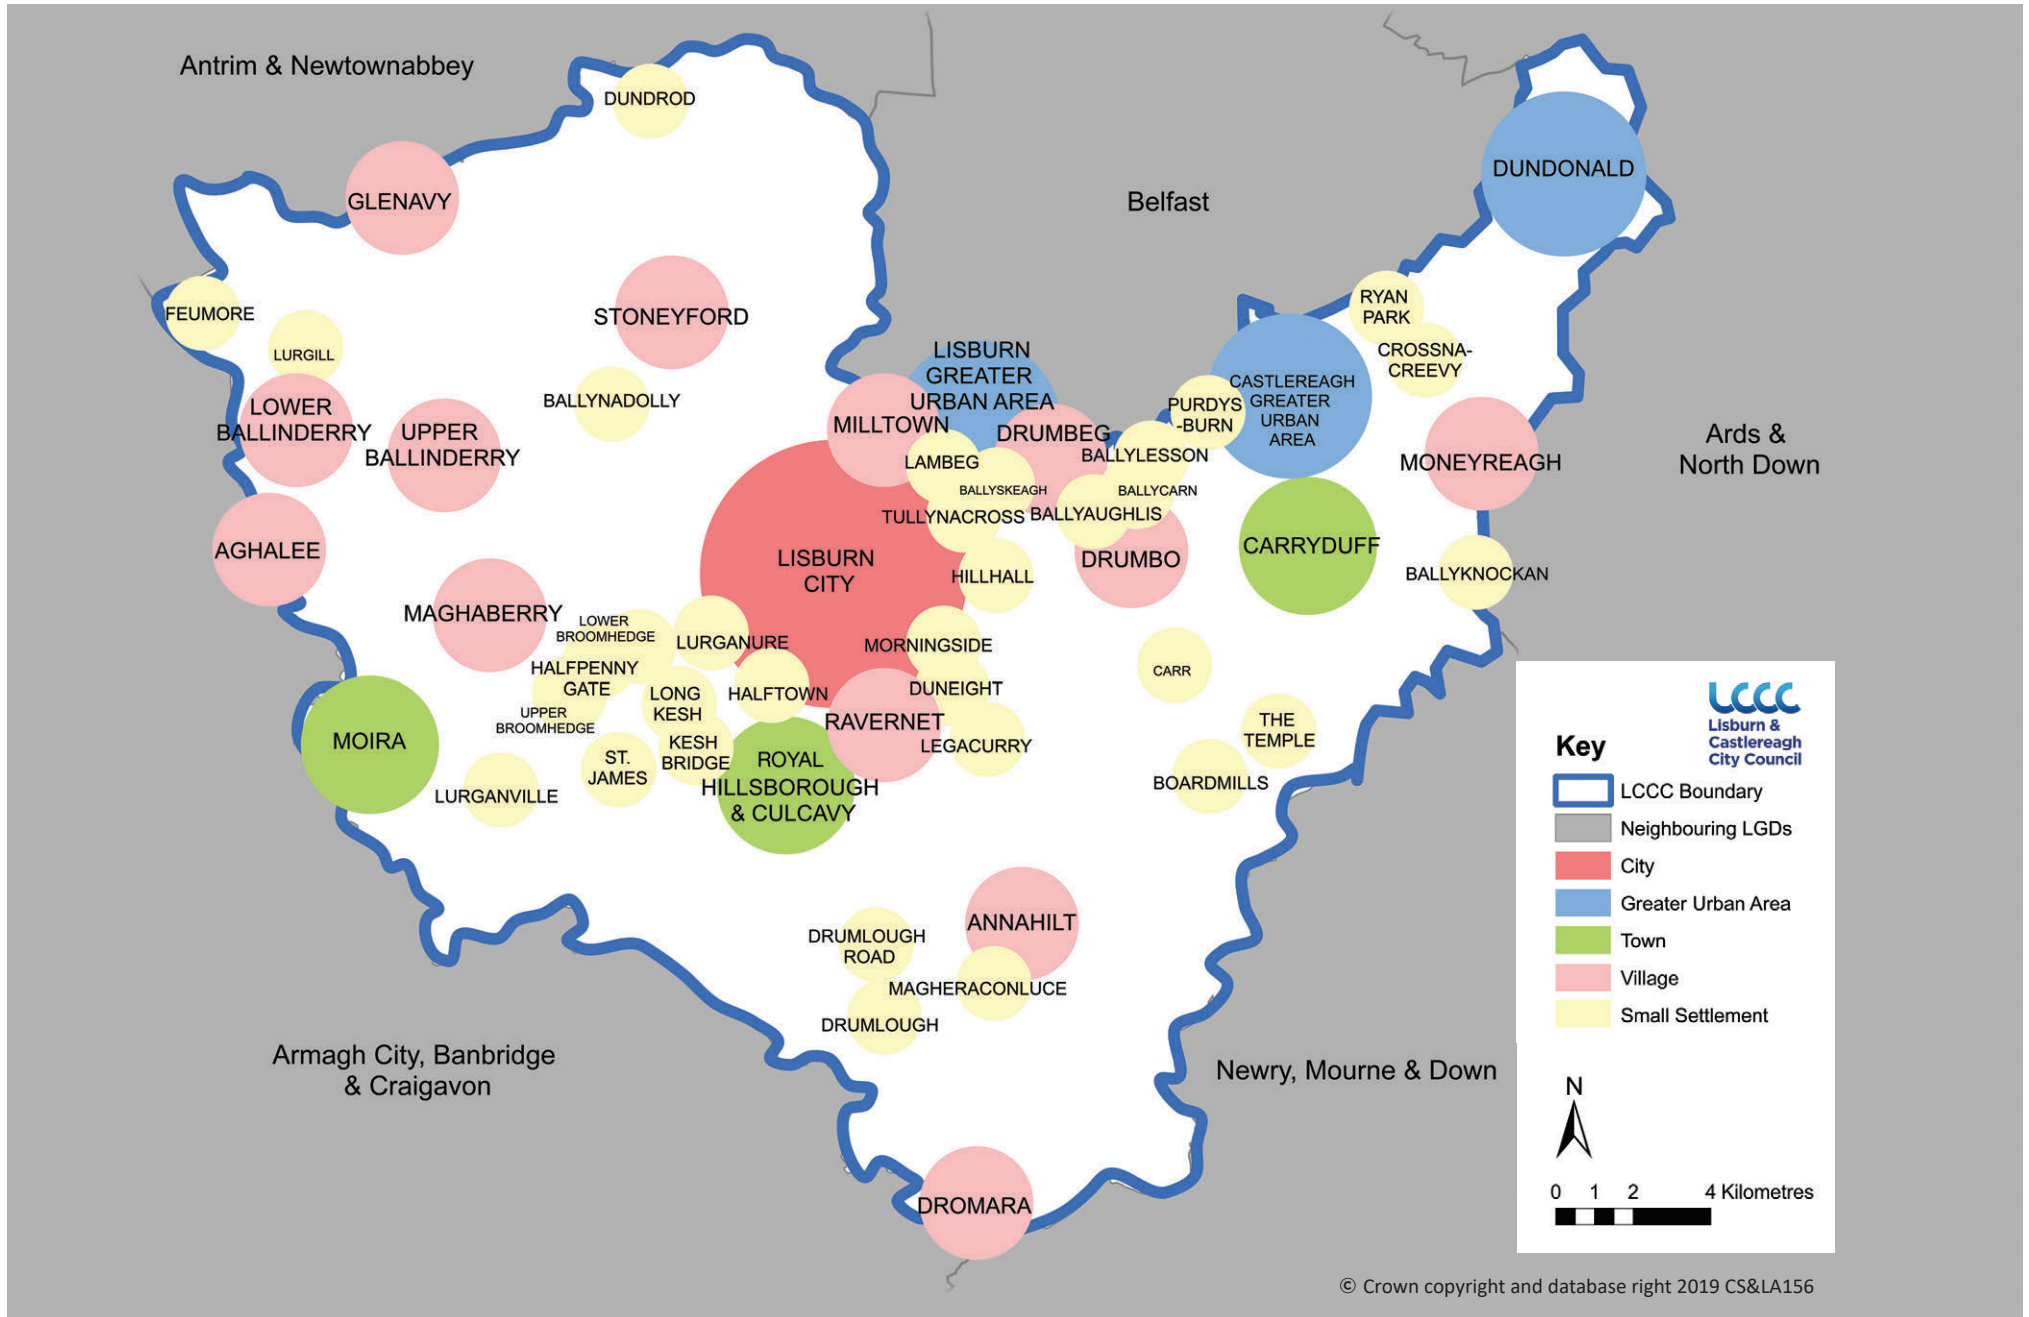 Antrim & Newtownabbey
DUNDROD
GLENAVY
Belfast
DUNDONALD
FEUMORE
LURGILL
STONEYFORD
RYAN
PARK
CROSSNA-
CREEVY
LISBURN
GREATER
URBAN AREA
CASTLEREAGH
GREATER
URBAN
AREA
BALLYNADOLLY
LOWER
BALLINDERRY
UPPER
BALLINDERRY
MILLTOWN
DRUMBEG
PURDYS
-BURN
LAMBEG
BALLYLESSON
MONEYREAGH
Ards &
North Down
BALLYSKEAGH
BALLYCARN
TULLYNACROSS
BALLYAUGHLIS
AGHALEE
LISBURN
CITY
DRUMBO
CARRYDUFF
HILLHALL
BALLYKNOCKAN
MAGHABERRY
LOWER
BROOMHEDGE
LURGANURE
MORNINGSIDE
HALFPENNY
GATE
CARR
UPPER
BROOMHEDGE
LONG
KESH
HALFTOWN
DUNEIGHT
MOIRA
RAVERNET
KESH
BRIDGE
LEGACURRY
THE
TEMPLE
ST.
JAMES
ROYAL
HILLSBOROUGH
& CULCAVY
LURGANVILLE
BOARDMILLS
ANNAHILT
DRUMLOUGH
ROAD
MAGHERACONLUCE
DRUMLOUGH
Armagh City, Banbridge
& Craigavon
Newry, Mourne & Down
DROMARA
LCCC
Lisburn &
Castlereagh
City Council
Key
LCCC Boundary
Neighbouring LGDs
City
Greater Urban Area
Town
Village
Small Settlement
N
0 1 2 4 Kilometres
© Crown copyright and database right 2019 CS&LA156